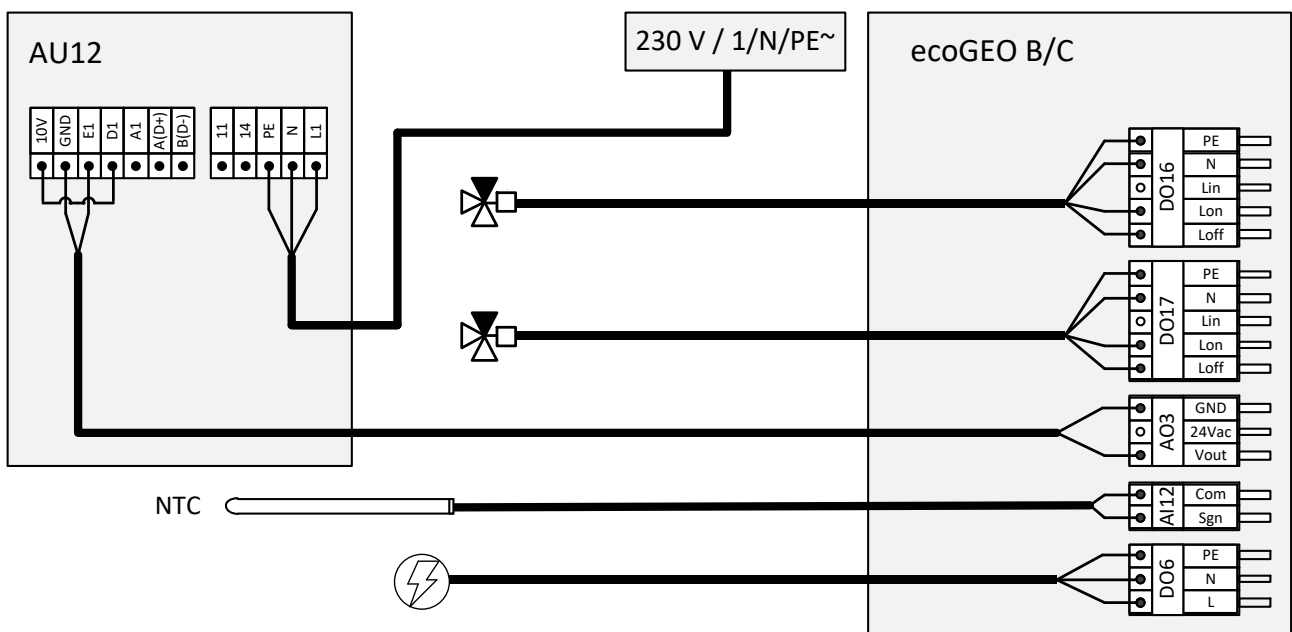 AU12
10V
GND
E1
D1
A1
A(D+)
B(D-)
11
14
PE
N
L1
230 V / 1/N/PE~
ecoGEO B/C
DO16
PE
N
Lin
Lon
Loff
DO17
PE
N
Lin
Lon
Loff
AO3
GND
24Vac
Vout
NTC
AI12
Com
Sgn
DO6
PE
N
L